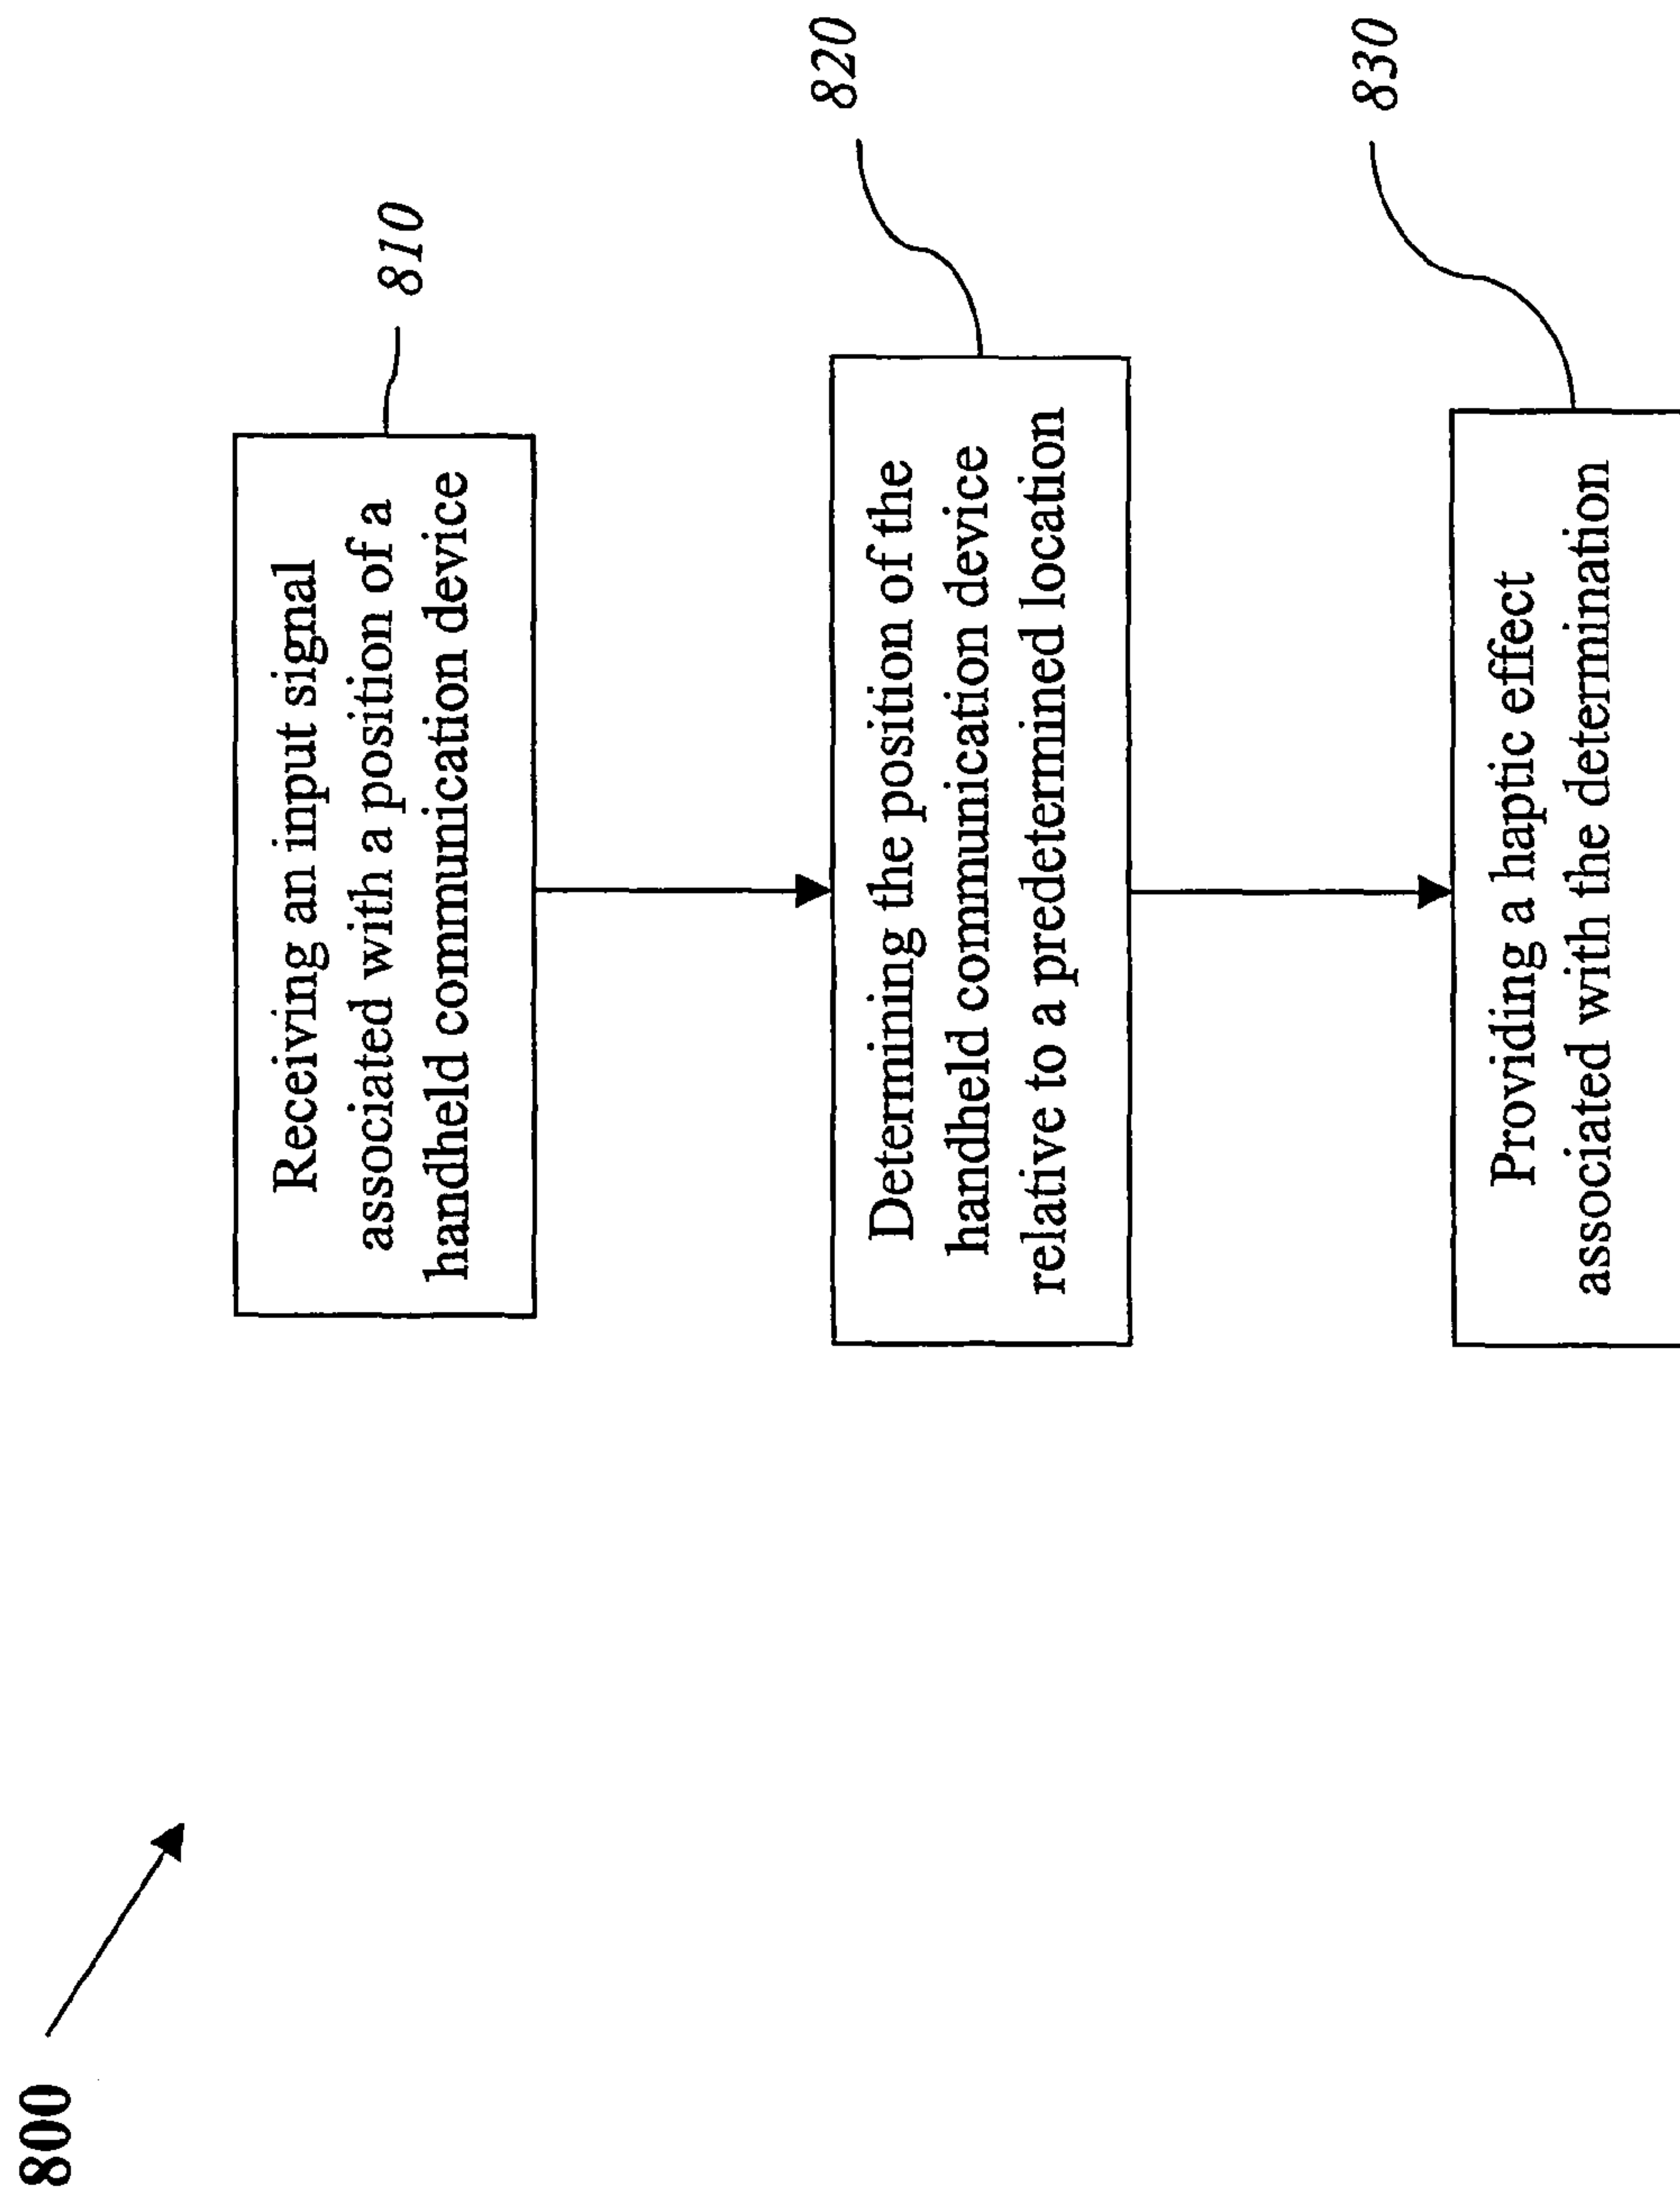 800
Receiving an input signal
associated with a position of a
handheld communication device
810
Determining the position of the
handheld communication device
relative to a predetermined location
820
Providing a haptic effect
associated with the determination
830